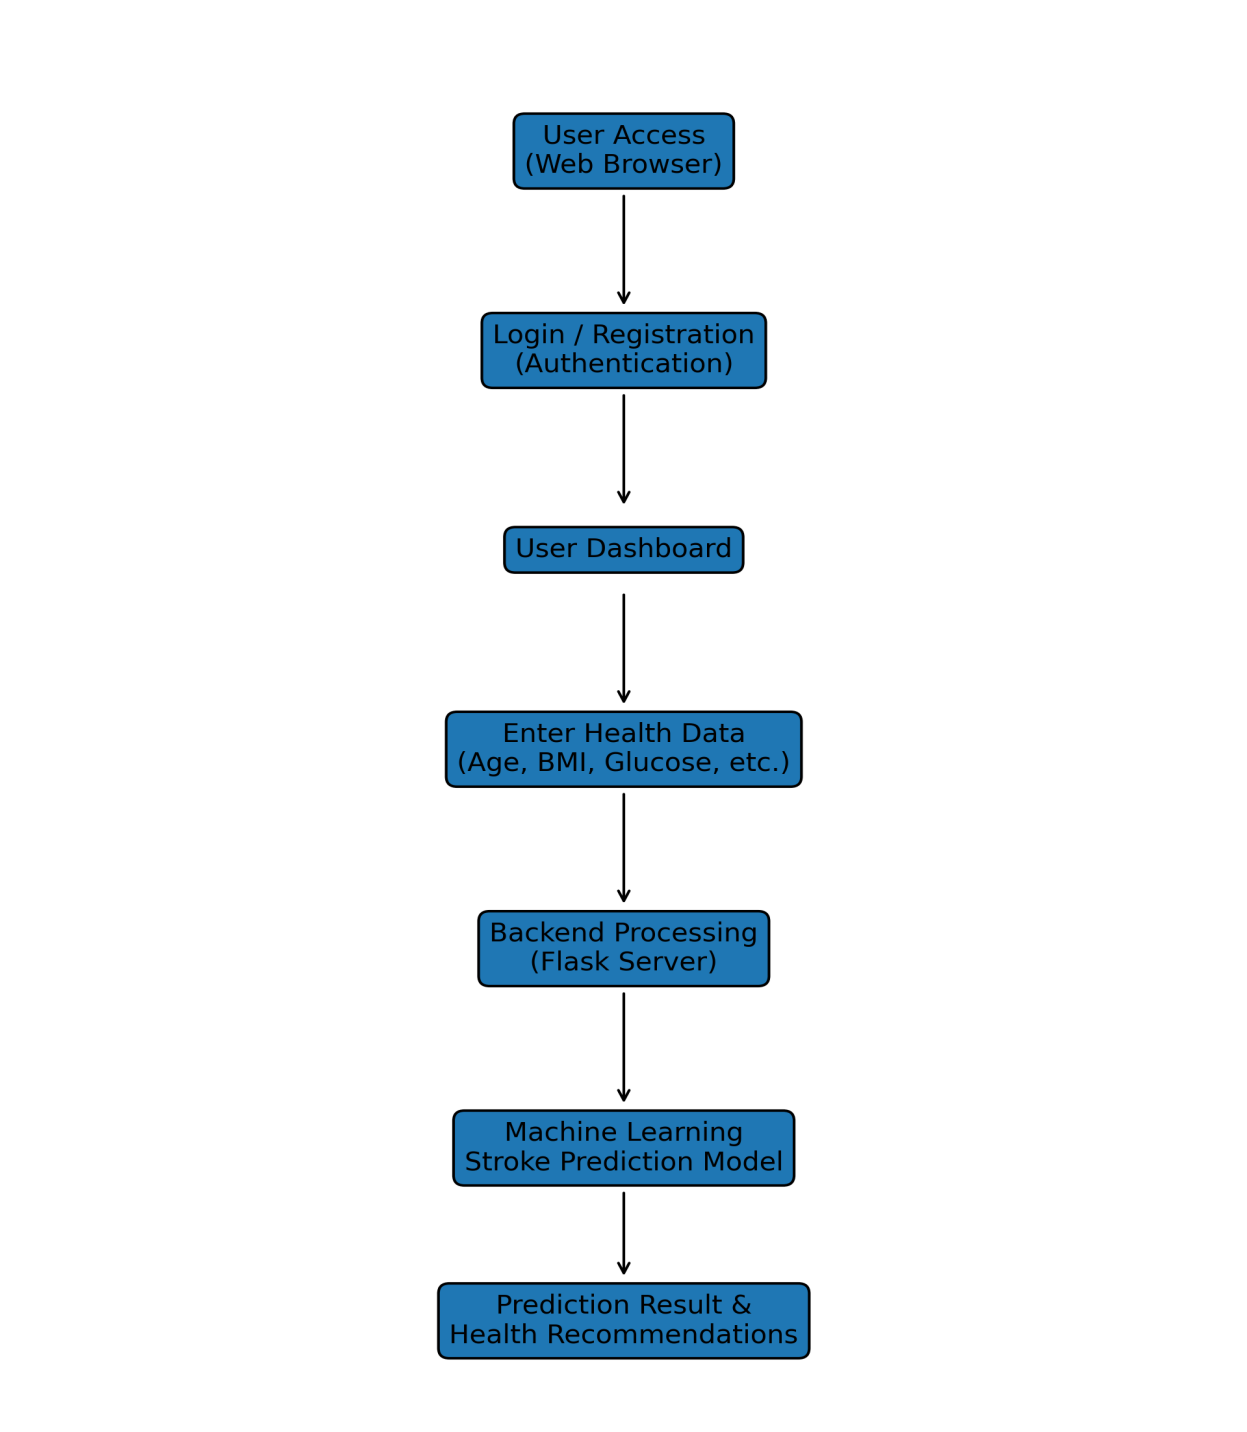 User Access
(Web Browser)
Login / Registration
(Authentication)
User Dashboard
Enter Health Data
(Age, BMI, Glucose, etc.)
Backend Processing
(Flask Server)
Machine Learning
Stroke Prediction Model
Prediction Result &
Health Recommendations